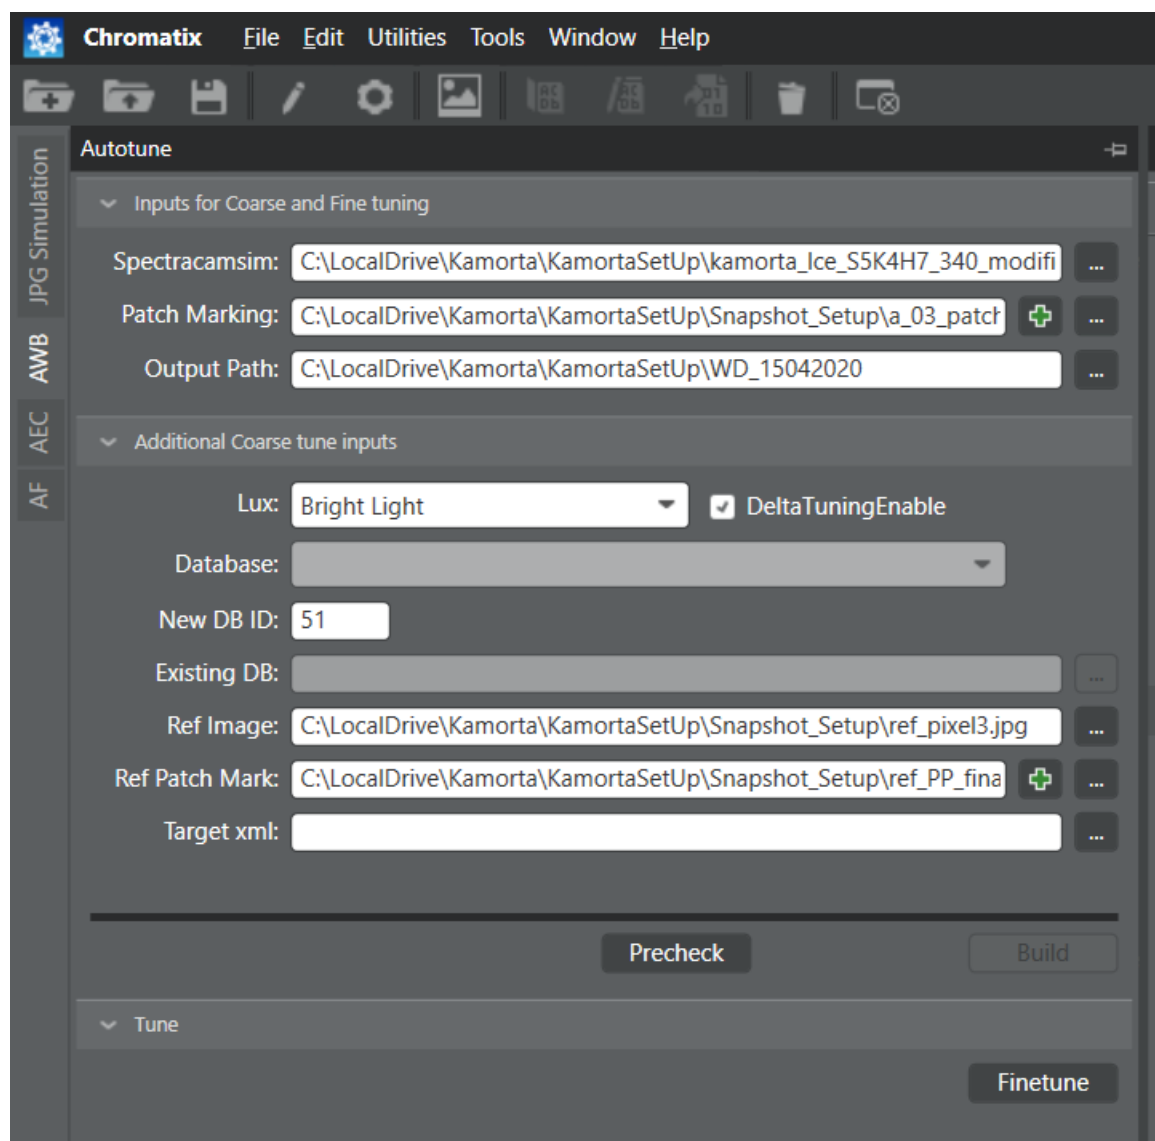 Chromatix File Edit Utilities Tools Window Help
Autotune
JPG Simulation
AWB
AEC
AF
Inputs for Coarse and Fine tuning
Spectracamsim: C:\LocalDrive\Kamorta\KamortaSetUp\kamorta_Ice_S5K4H7_340_modifi ...
Patch Marking: C:\LocalDrive\Kamorta\KamortaSetUp\Snapshot_Setup\a_03_patch ...
Output Path: C:\LocalDrive\Kamorta\KamortaSetUp\WD_15042020 ...
Additional Coarse tune inputs
Lux: Bright Light DeltaTuningEnable
Database:
New DB ID: 51
Existing DB: ...
Ref Image: C:\LocalDrive\Kamorta\KamortaSetUp\Snapshot_Setup\ref_pixel3.jpg ...
Ref Patch Mark: C:\LocalDrive\Kamorta\KamortaSetUp\Snapshot_Setup\ref_PP_fina ...
Target xml: ...
Precheck Build
Tune
Finetune